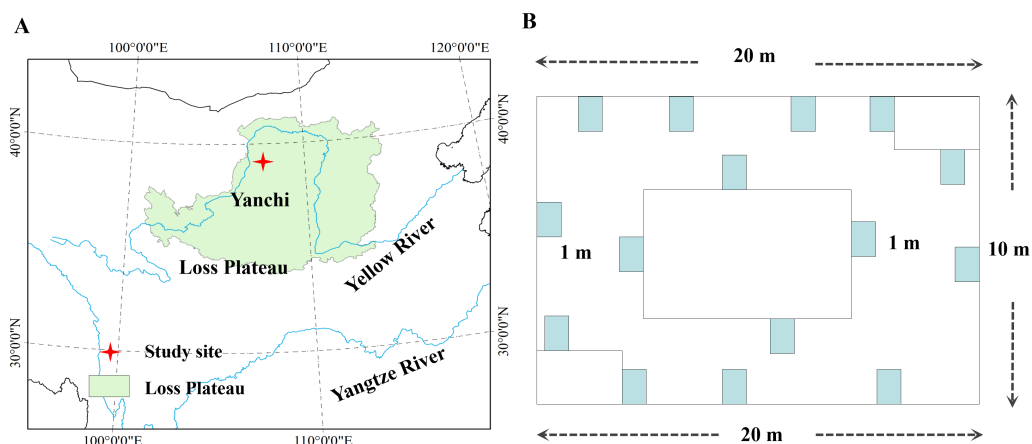 A
100°0'0"E
110°0'0"E
120°0'0"E
40°0'0"N
40°0'0"N
Yanchi
Loss Plateau
Yellow River
30°0'0"N
30°0'0"N
Study site
Loss Plateau
Yangtze River
100°0'0"E
110°0'0"E
B
20 m
1 m
1 m
10 m
20 m